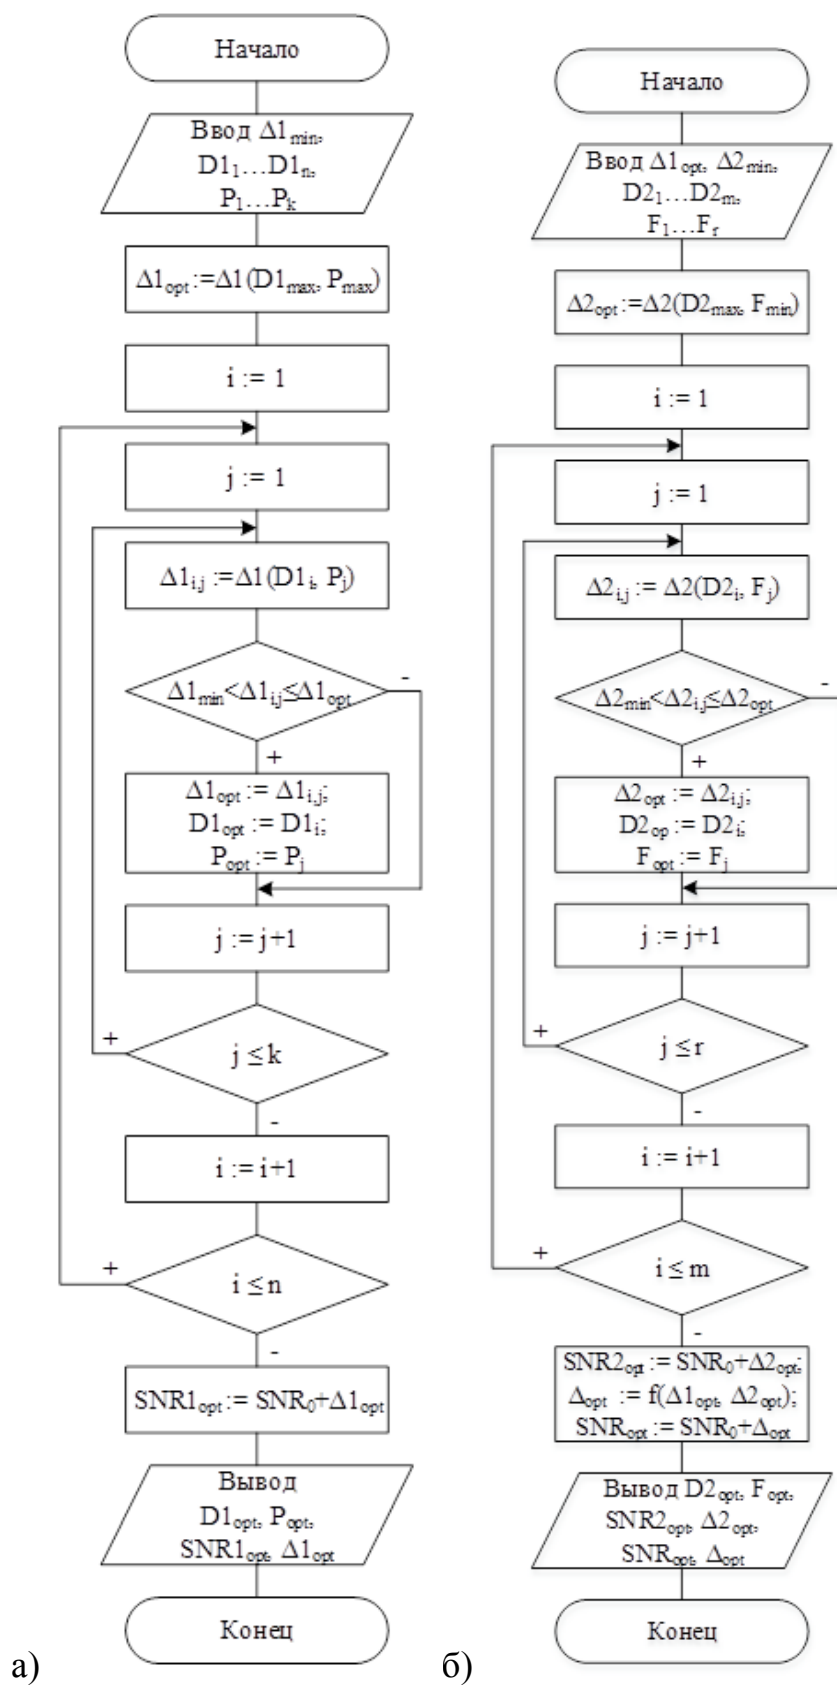 Начало
Ввод Δ1min,
D1₁…D1n,
P₁…Pk
Δ1opt:=Δ1(D1max, Pmax)
i := 1
j := 1
Δ1i,j :=Δ1(D1i, Pj)
Δ1min<Δ1i,j≤Δ1opt
-
+
Δ1opt := Δ1i,j;
D1opt := D1i;
Popt := Pj
j := j+1
+
j ≤ k
-
i := i+1
+
i ≤ n
-
SNR1opt := SNR₀+Δ1opt
Вывод
D1opt, Popt,
SNR1opt, Δ1opt
Конец
а)
Начало
Ввод Δ1opt, Δ2min,
D2₁…D2m,
F₁…Fr
Δ2opt:=Δ2(D2max, Fmin)
i := 1
j := 1
Δ2i,j := Δ2(D2i, Fj)
Δ2min<Δ2i,j≤Δ2opt
-
+
Δ2opt := Δ2i,j;
D2op := D2i;
Fopt := Fj
j := j+1
+
j ≤ r
-
i := i+1
+
i ≤ m
-
SNR2opt := SNR₀+Δ2opt;
Δopt := f(Δ1opt, Δ2opt);
SNRopt := SNR₀+Δopt
Вывод D2opt, Fopt,
SNR2opt, Δ2opt,
SNRopt, Δopt
Конец
б)